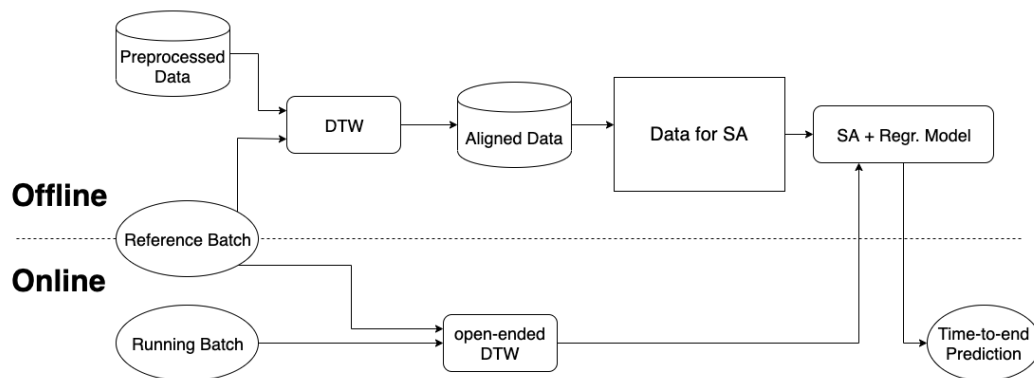 Preprocessed
Data
DTW
Aligned Data
Data for SA
SA + Regr. Model
Offline
Reference Batch
Online
Running Batch
open-ended
DTW
Time-to-end
Prediction